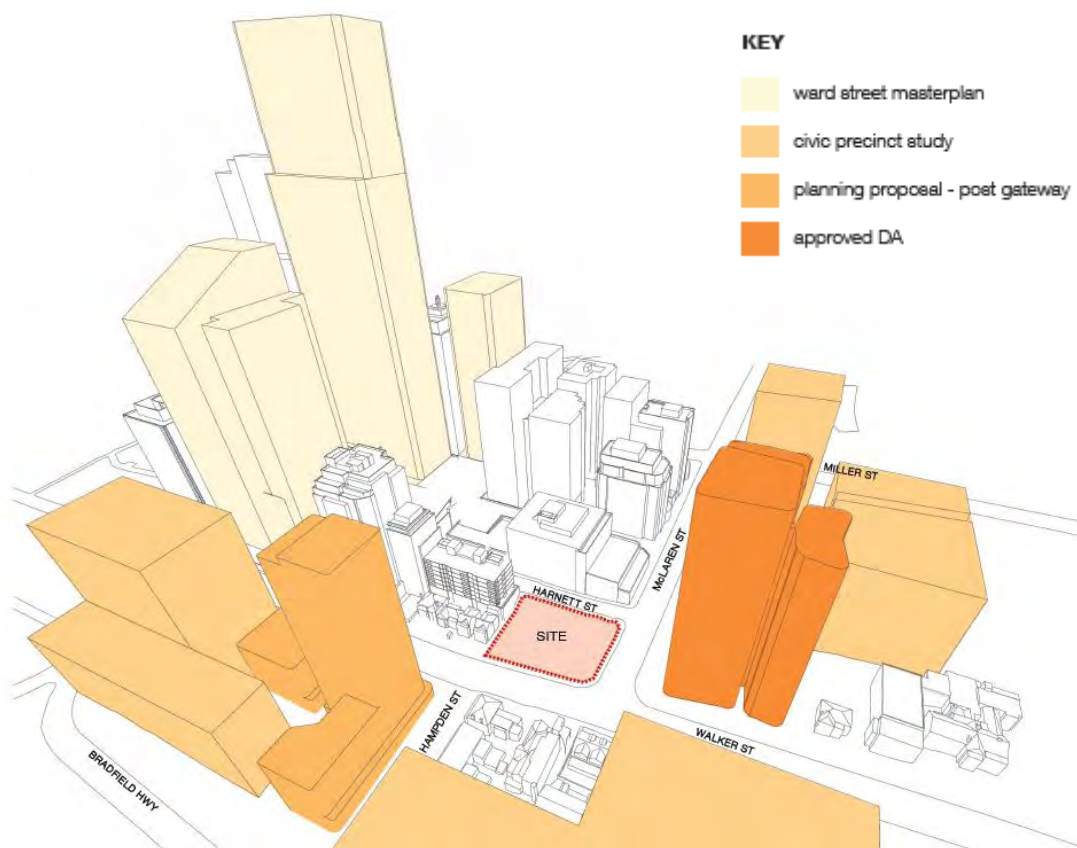 KEY
ward street masterplan
civic precinct study
planning proposal - post gateway
approved DA
MILLER ST
McLAREN ST
HARNETT ST
SITE
HAMPDEN ST
WALKER ST
BRADFIELD HWY